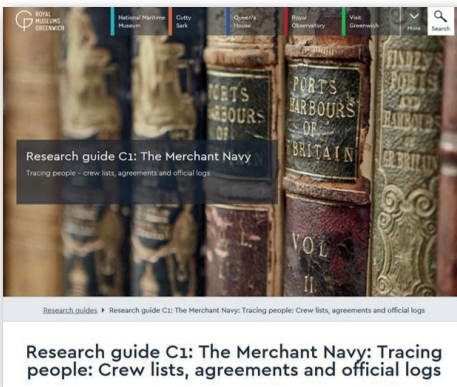 ROYAL
MUSEUMS
GREENWICH
National Maritime
Museum
Cutty
Sark
Queen's
House
Royal
Observatory
Visit
Greenwich
More
Search
PORTS
HARBOURS
OF
BRITAIN
VOL
II
PORTS
HARBOURS
Research guide C1: The Merchant Navy
Tracing people – crew lists, agreements and official logs
Research guides ▸ Research guide C1: The Merchant Navy: Tracing people: Crew lists, agreements and official logs
Research guide C1: The Merchant Navy: Tracing
people: Crew lists, agreements and official logs